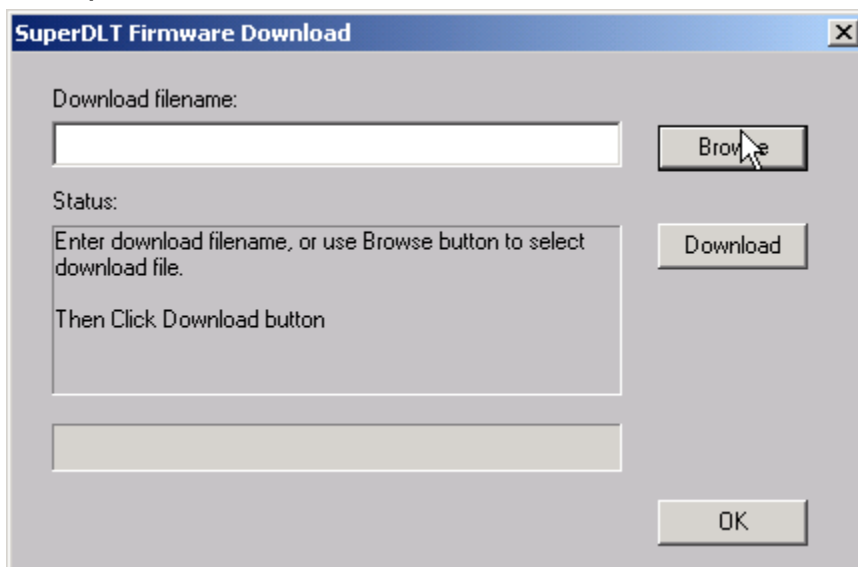 SuperDLT Firmware Download
Download filename:
Browse
Status:
Enter download filename, or use Browse button to select
download file.
Download
Then Click Download button
OK